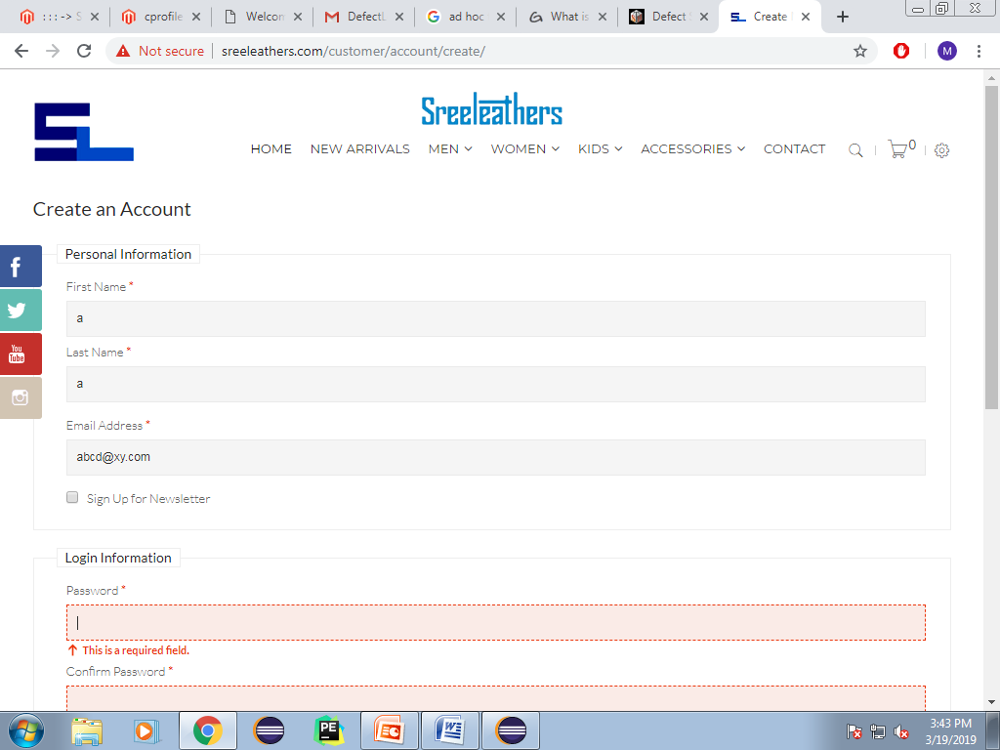 : : : -> S
cprofile
Welcon
DefectL
ad hoc
What is
Defect S
Create
Not secure
sreeleathers.com/customer/account/create/
M
SL
Sreeleathers
HOME NEW ARRIVALS MEN WOMEN KIDS ACCESSORIES CONTACT 0
Create an Account
Personal Information
First Name *
a
Last Name *
a
You
Tube
Email Address *
abcd@xy.com
Sign Up for Newsletter
Login Information
Password *
This is a required field.
Confirm Password *
PE
3:43 PM
3/19/2019